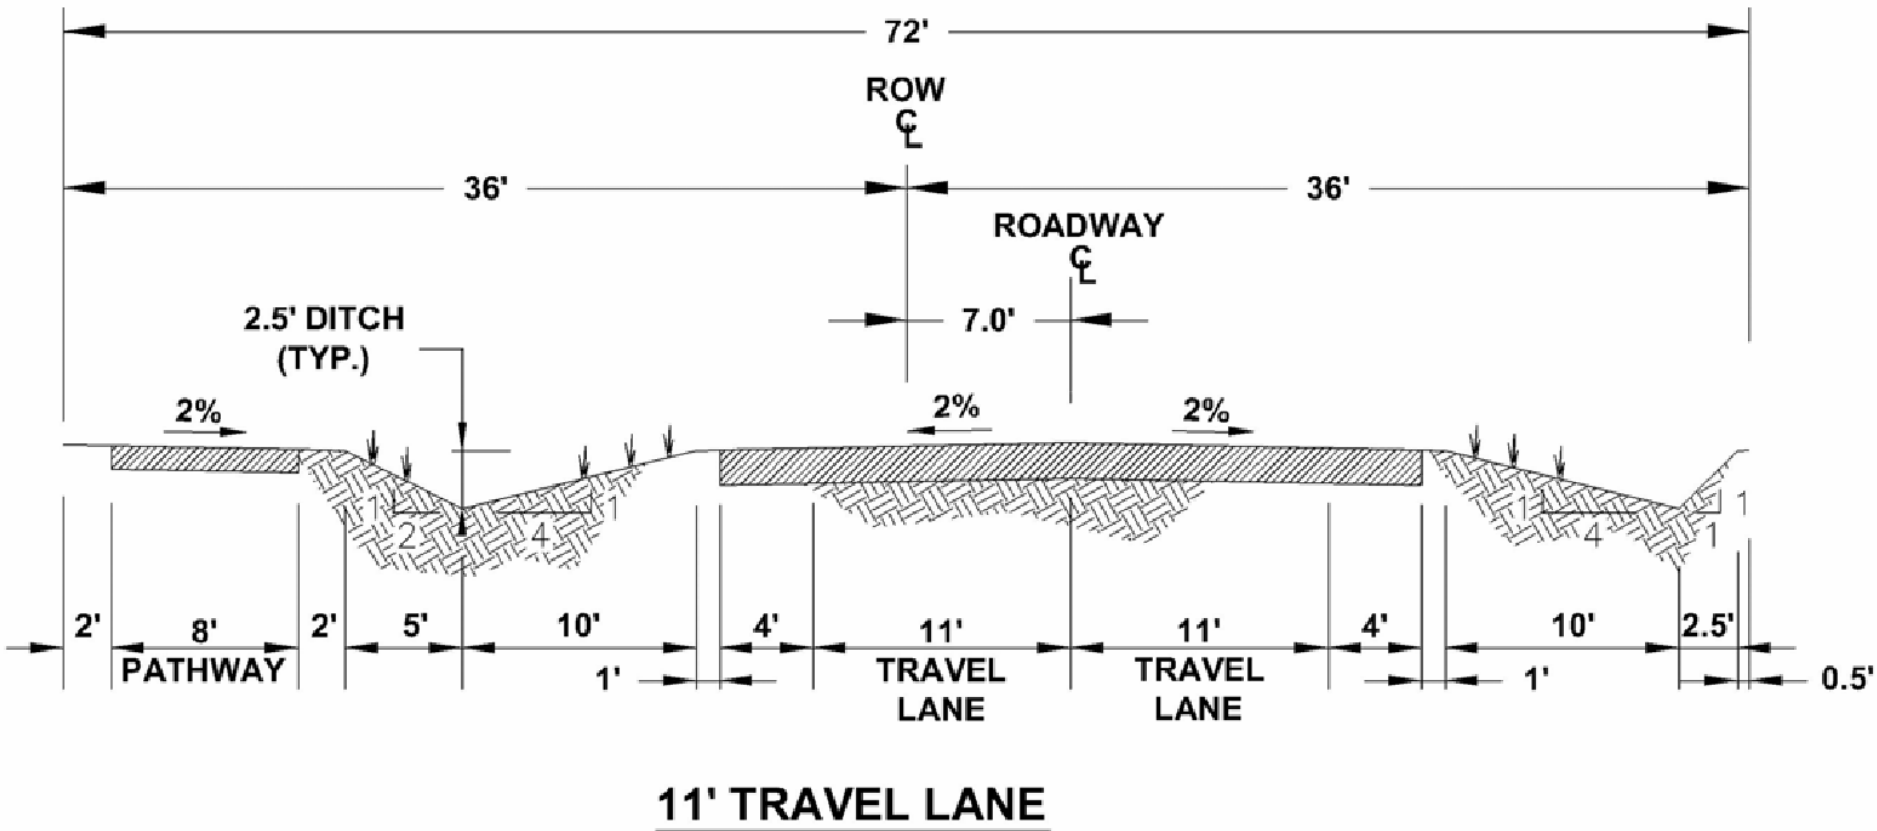 72'
ROW
CL
36'
36'
ROADWAY
CL
7.0'
2.5' DITCH
(TYP.)
2%
2%
2%
1
2
4
1
1
4
1
1
2'
8'
2'
5'
10'
4'
11'
11'
4'
10'
2.5'
PATHWAY
1'
TRAVEL
LANE
TRAVEL
LANE
1'
0.5'
11' TRAVEL LANE